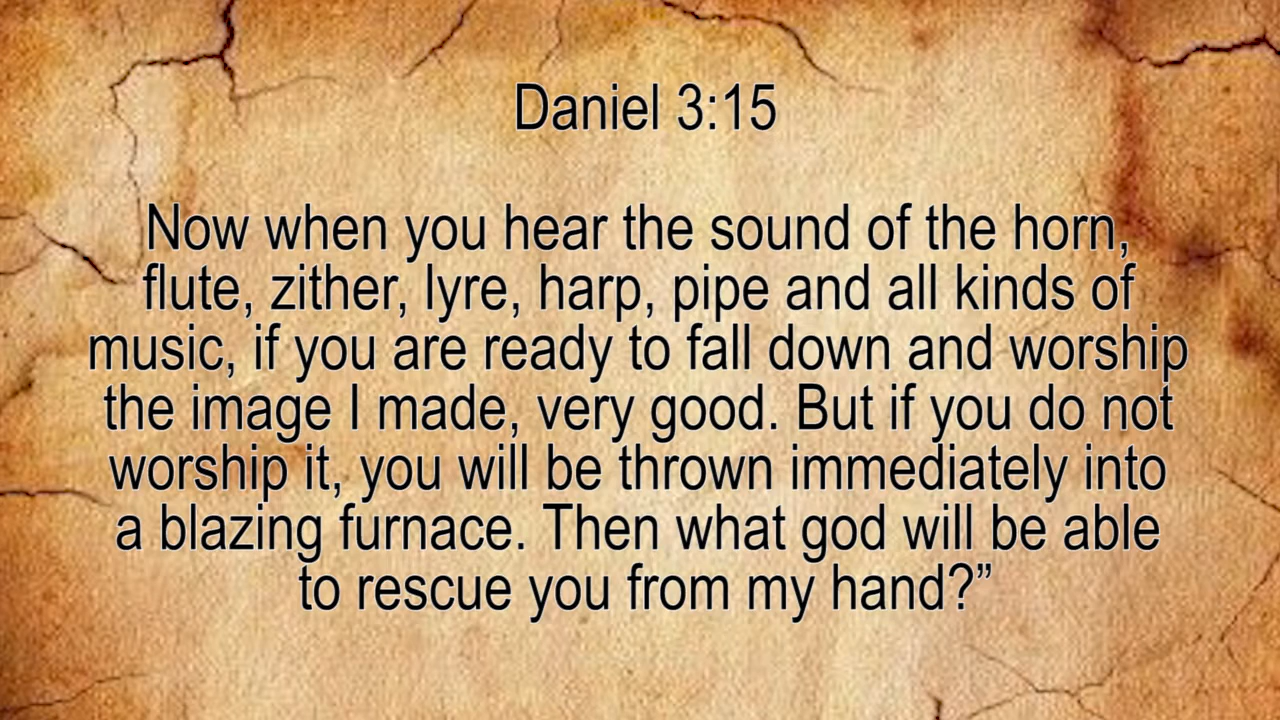 Daniel 3:15
Now when you hear the sound of the horn,
flute, zither, lyre, harp, pipe and all kinds of
music, if you are ready to fall down and worship
the image I made, very good. But if you do not
worship it, you will be thrown immediately into
a blazing furnace. Then what god will be able
to rescue you from my hand?”